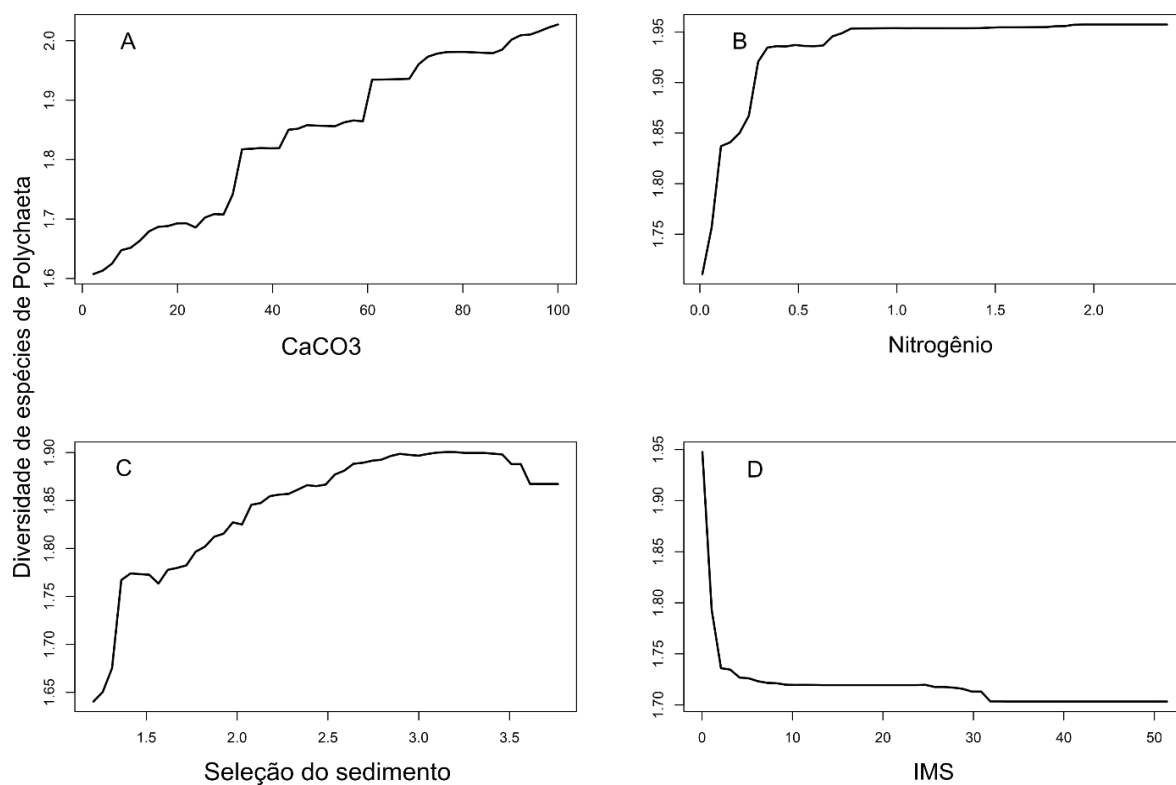 Diversidade de espécies de Polychaeta
A
1.6 1.7 1.8 1.9 2.0
0 20 40 60 80 100
CaCO3
B
1.75 1.80 1.85 1.90 1.95
0.0 0.5 1.0 1.5 2.0
Nitrogênio
C
1.65 1.70 1.75 1.80 1.85 1.90
1.5 2.0 2.5 3.0 3.5
Seleção do sedimento
D
1.70 1.75 1.80 1.85 1.90 1.95
0 10 20 30 40 50
IMS